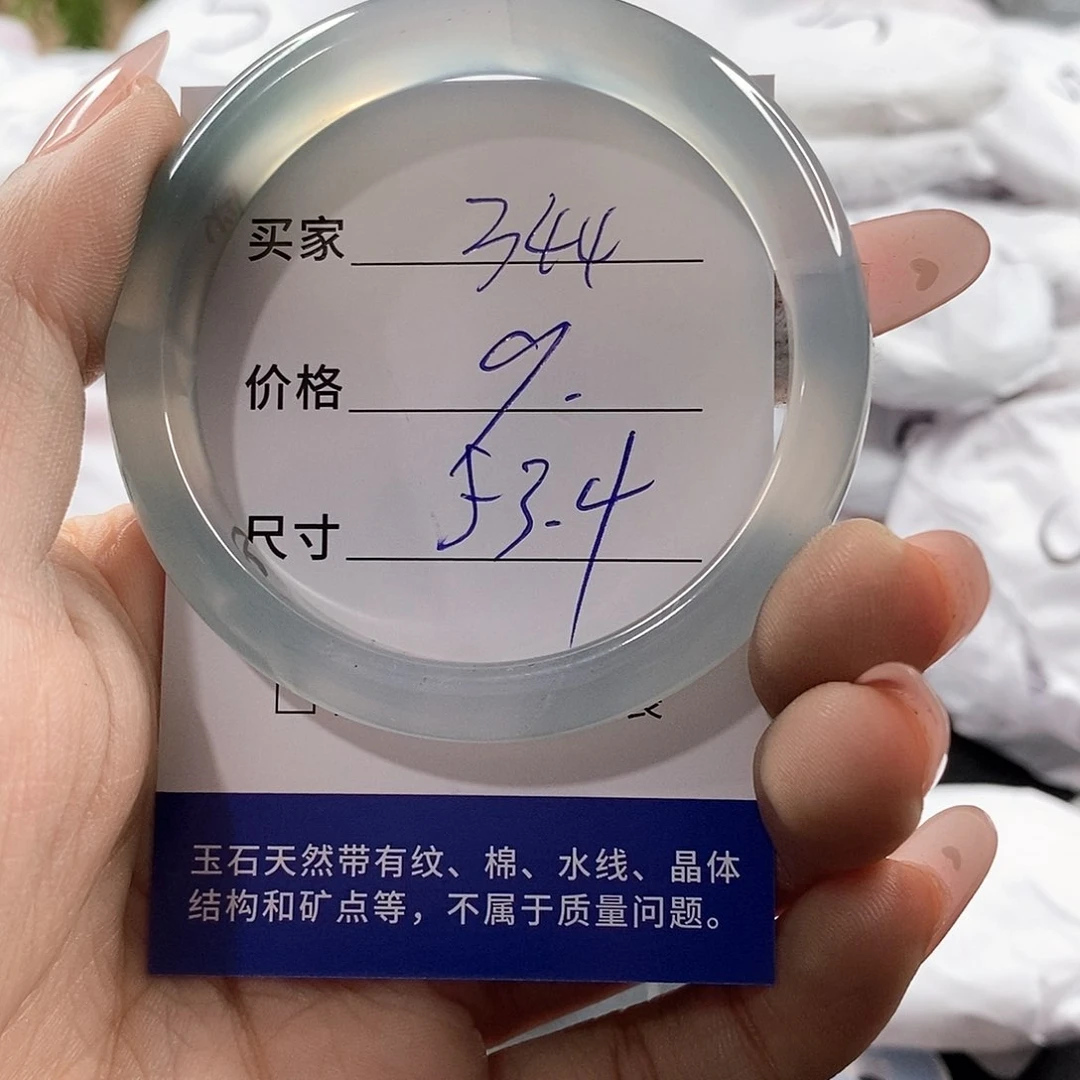 买家 344
价格 9.
尺寸 53.4
玉石天然带有纹、棉、水线、晶体
结构和矿点等，不属于质量问题。